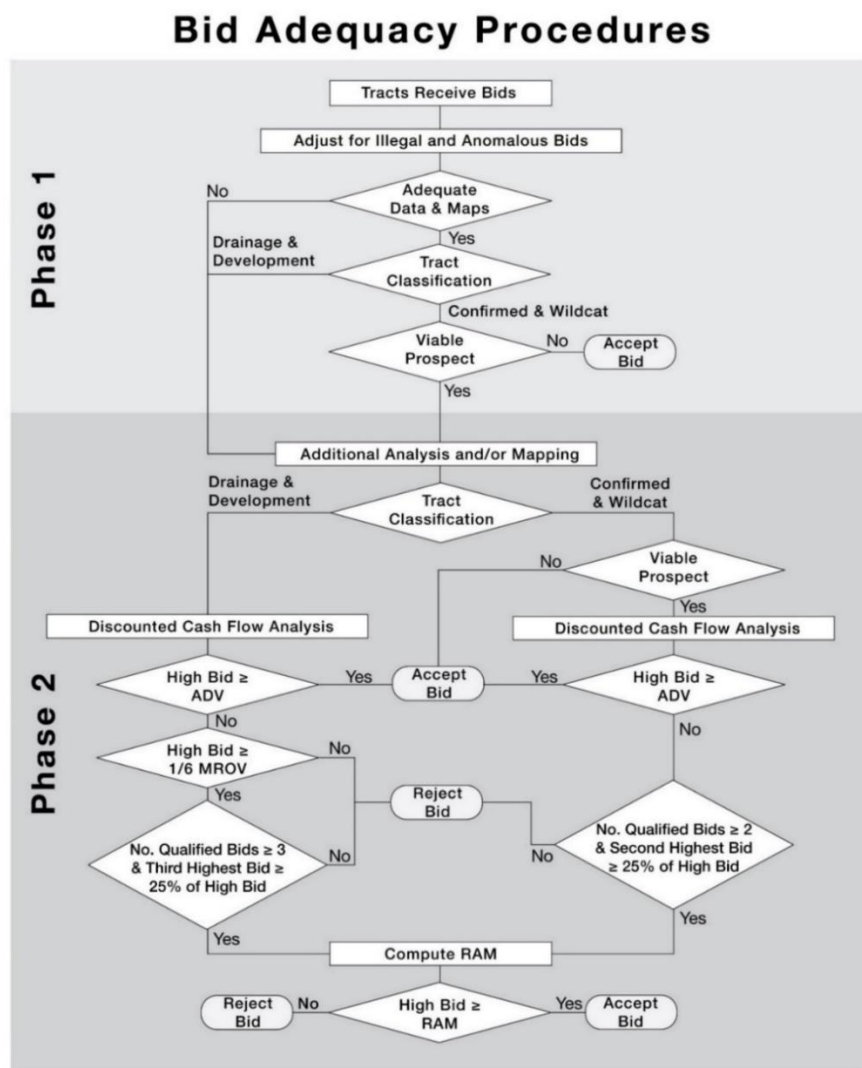 Bid Adequacy Procedures
Phase 1
Tracts Receive Bids
Adjust for Illegal and Anomalous Bids
No
Adequate
Data & Maps
Yes
Drainage &
Development
Tract
Classification
Confirmed & Wildcat
Viable
Prospect
No
Accept
Bid
Yes
Phase 2
Additional Analysis and/or Mapping
Drainage &
Development
Tract
Classification
Confirmed
& Wildcat
No
Viable
Prospect
Yes
Discounted Cash Flow Analysis
Discounted Cash Flow Analysis
High Bid ≥
ADV
Yes
Accept
Bid
Yes
High Bid ≥
ADV
No
No
High Bid ≥
1/6 MROV
No
Yes
Reject
Bid
No. Qualified Bids ≥ 3
& Third Highest Bid ≥
25% of High Bid
No
No
No. Qualified Bids ≥ 2
& Second Highest Bid
≥ 25% of High Bid
Yes
Yes
Compute RAM
Reject
Bid
No
High Bid ≥
RAM
Yes
Accept
Bid